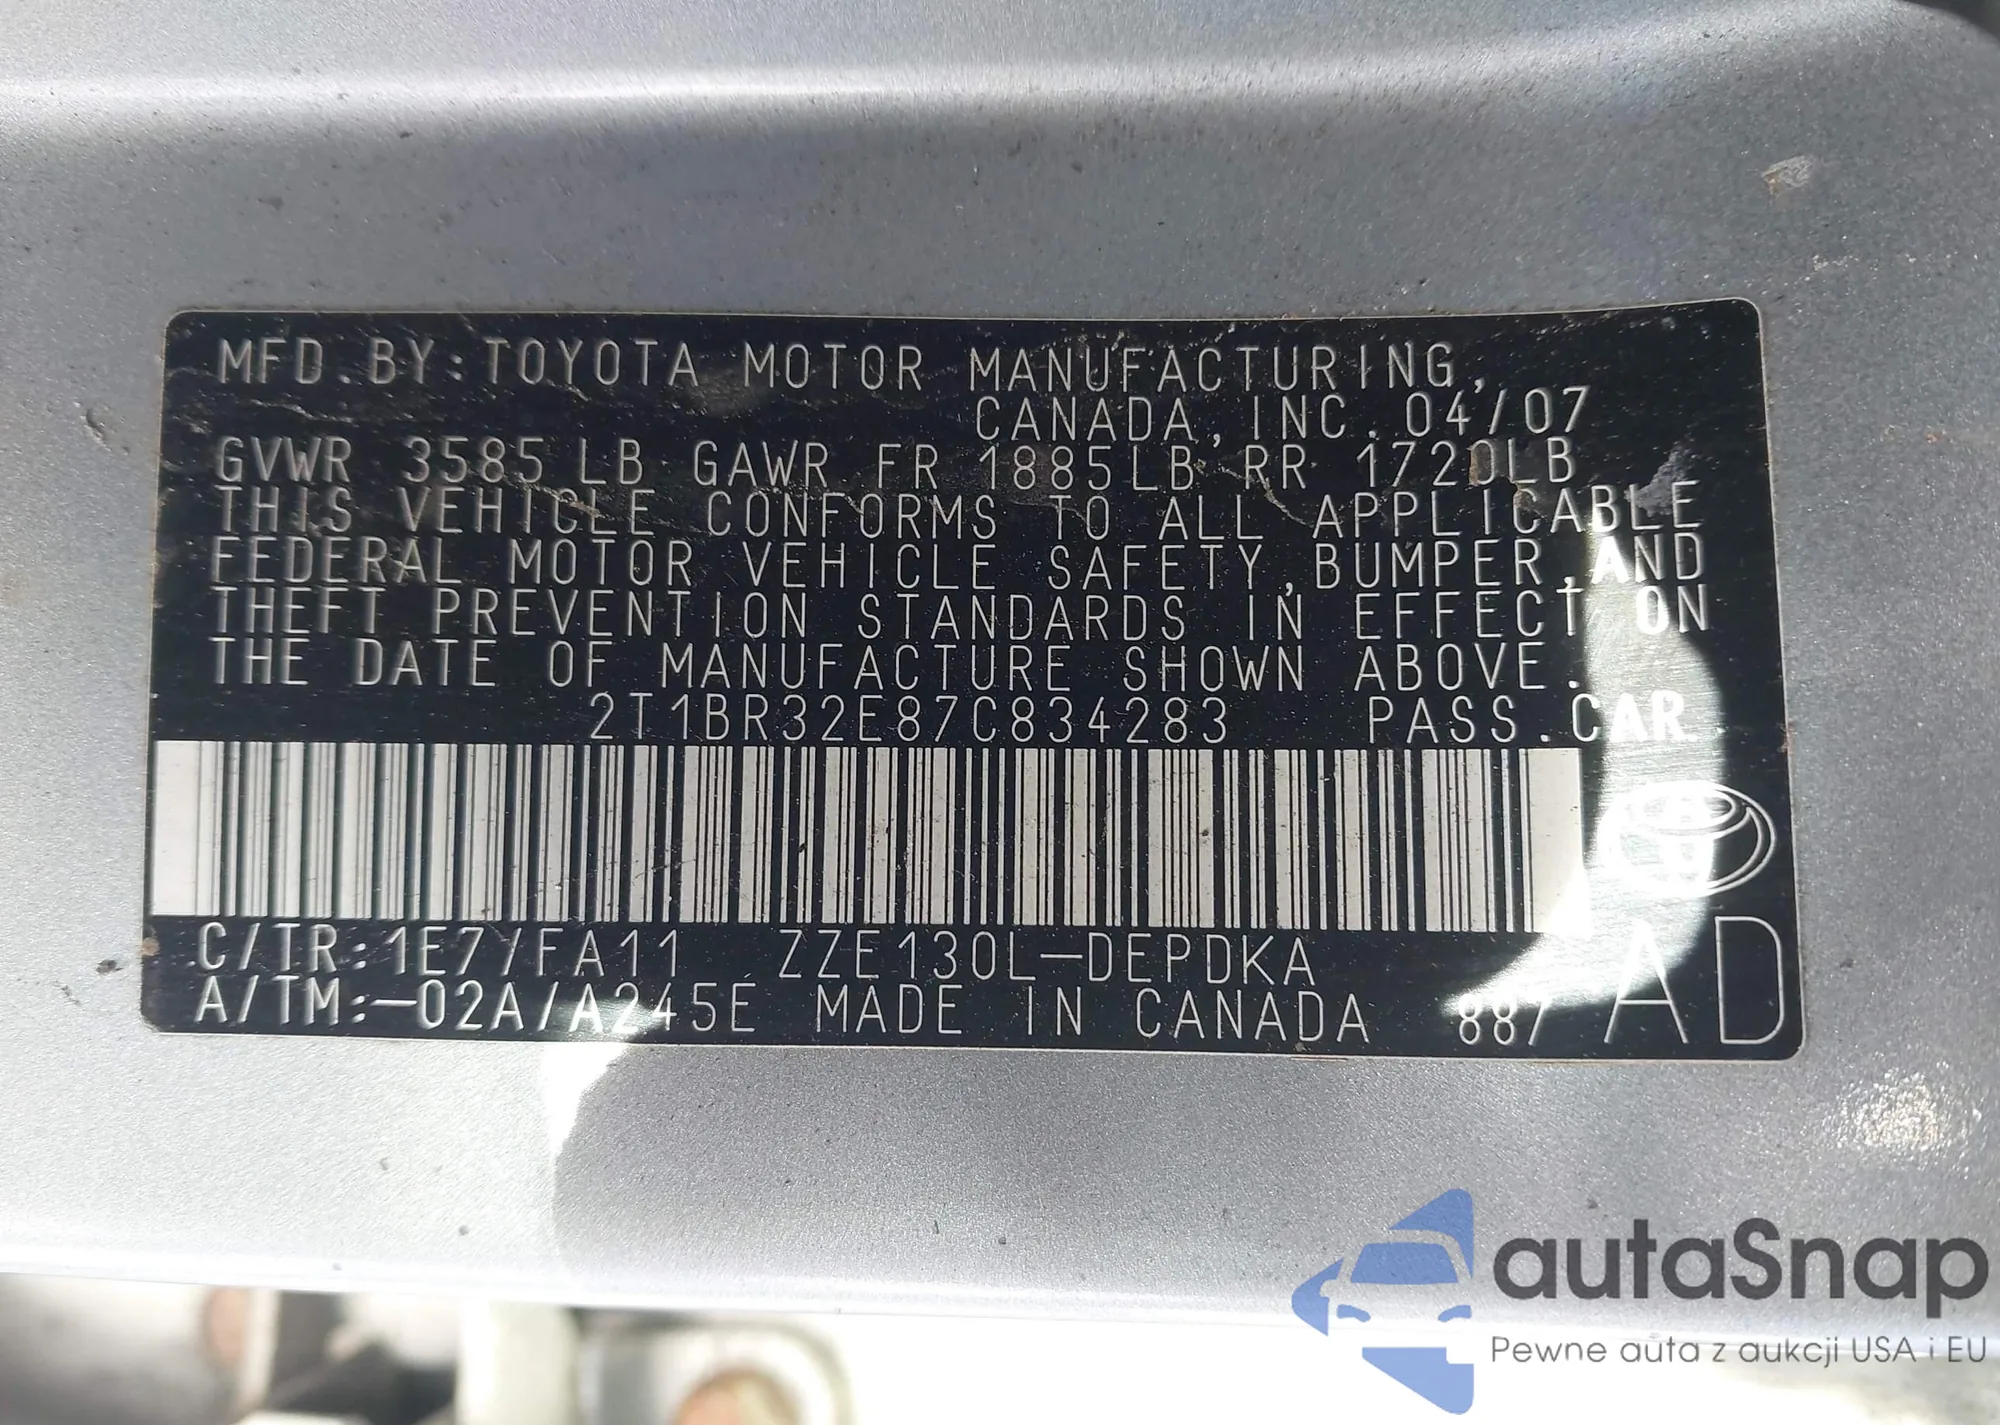 MFD. BY: TOYOTA MOTOR MANUFACTURING,
CANADA, INC. 04/07
GVWR 3585 LB GAWR FR 1885LB RR 1720LB
THIS VEHICLE CONFORMS TO ALL APPLICABLE
FEDERAL MOTOR VEHICLE SAFETY, BUMPER, AND
THEFT PREVENTION STANDARDS IN EFFECT ON
THE DATE OF MANUFACTURE SHOWN ABOVE.
2T1BR32E87C834283 PASS. CAR
C/TR: 1E7/FA11 ZZE130L-DEPDKA
A/TM: -02A/A245E MADE IN CANADA 887 AD
autaSnap
Pewne auta z aukcji USA i EU